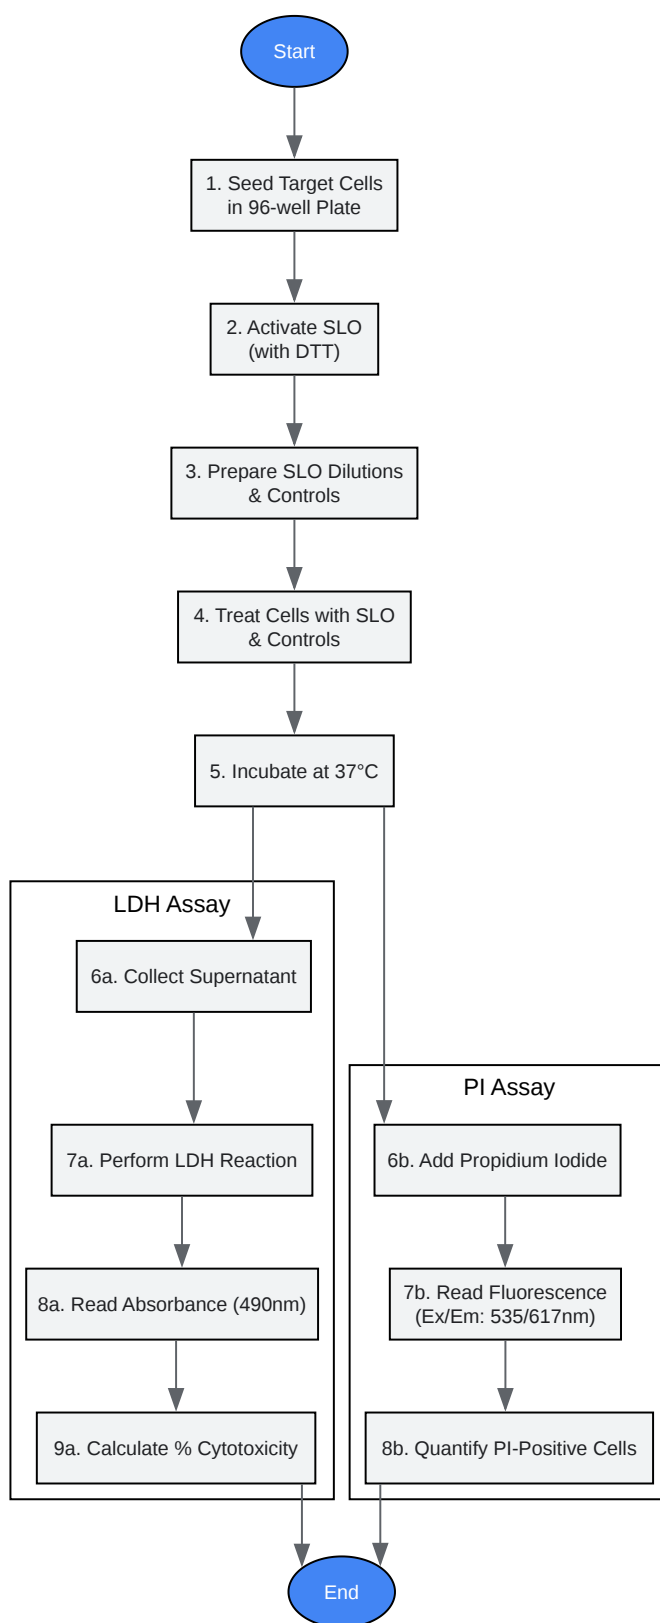 Start
1. Seed Target Cells
in 96-well Plate
2. Activate SLO
(with DTT)
3. Prepare SLO Dilutions
& Controls
4. Treat Cells with SLO
& Controls
5. Incubate at 37°C
LDH Assay
6a. Collect Supernatant
7a. Perform LDH Reaction
8a. Read Absorbance (490nm)
9a. Calculate % Cytotoxicity
PI Assay
6b. Add Propidium Iodide
7b. Read Fluorescence
(Ex/Em: 535/617nm)
8b. Quantify PI-Positive Cells
End